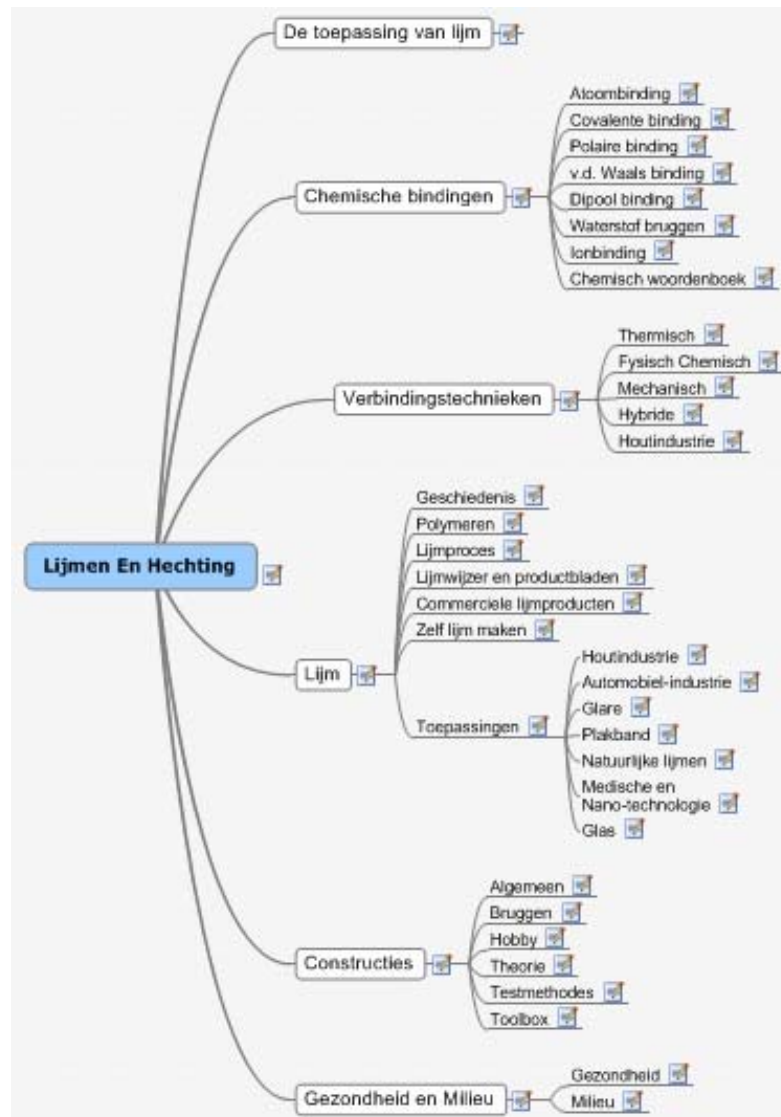 De toepassing van lijm
Chemische bindingen
Atoombinding
Covalente binding
Polaire binding
v.d. Waals binding
Dipool binding
Waterstof bruggen
Ionbinding
Chemisch woordenboek
Verbindingstechnieken
Thermisch
Fysisch Chemisch
Mechanisch
Hybride
Houtindustrie
Lijmen En Hechting
Lijm
Geschiedenis
Polymeren
Lijmproces
Lijmwijzer en productbladen
Commerciele lijmproducten
Zelf lijm maken
Toepassingen
Houtindustrie
Automobiel-industrie
Glare
Plakband
Natuurlijke lijmen
Medische en
Nano-technologie
Glas
Constructies
Algemeen
Bruggen
Hobby
Theorie
Testmethodes
Toolbox
Gezondheid en Milieu
Gezondheid
Milieu